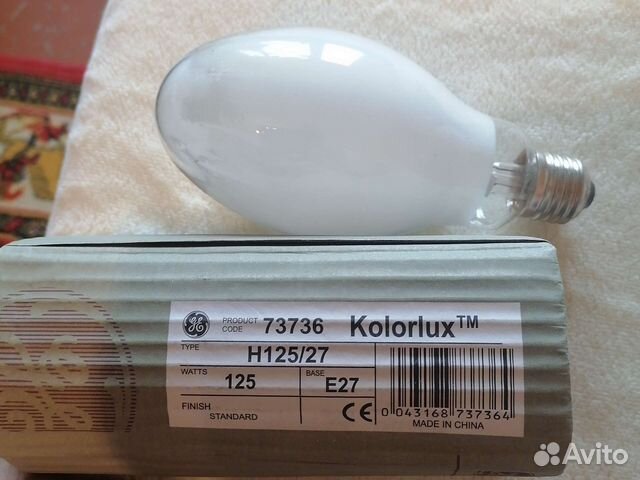 GE PRODUCT CODE 73736 Kolorlux™
TYPE H125/27
WATTS 125 BASE E27
FINISH STANDARD CE
0 043168 737364
MADE IN CHINA
Avito